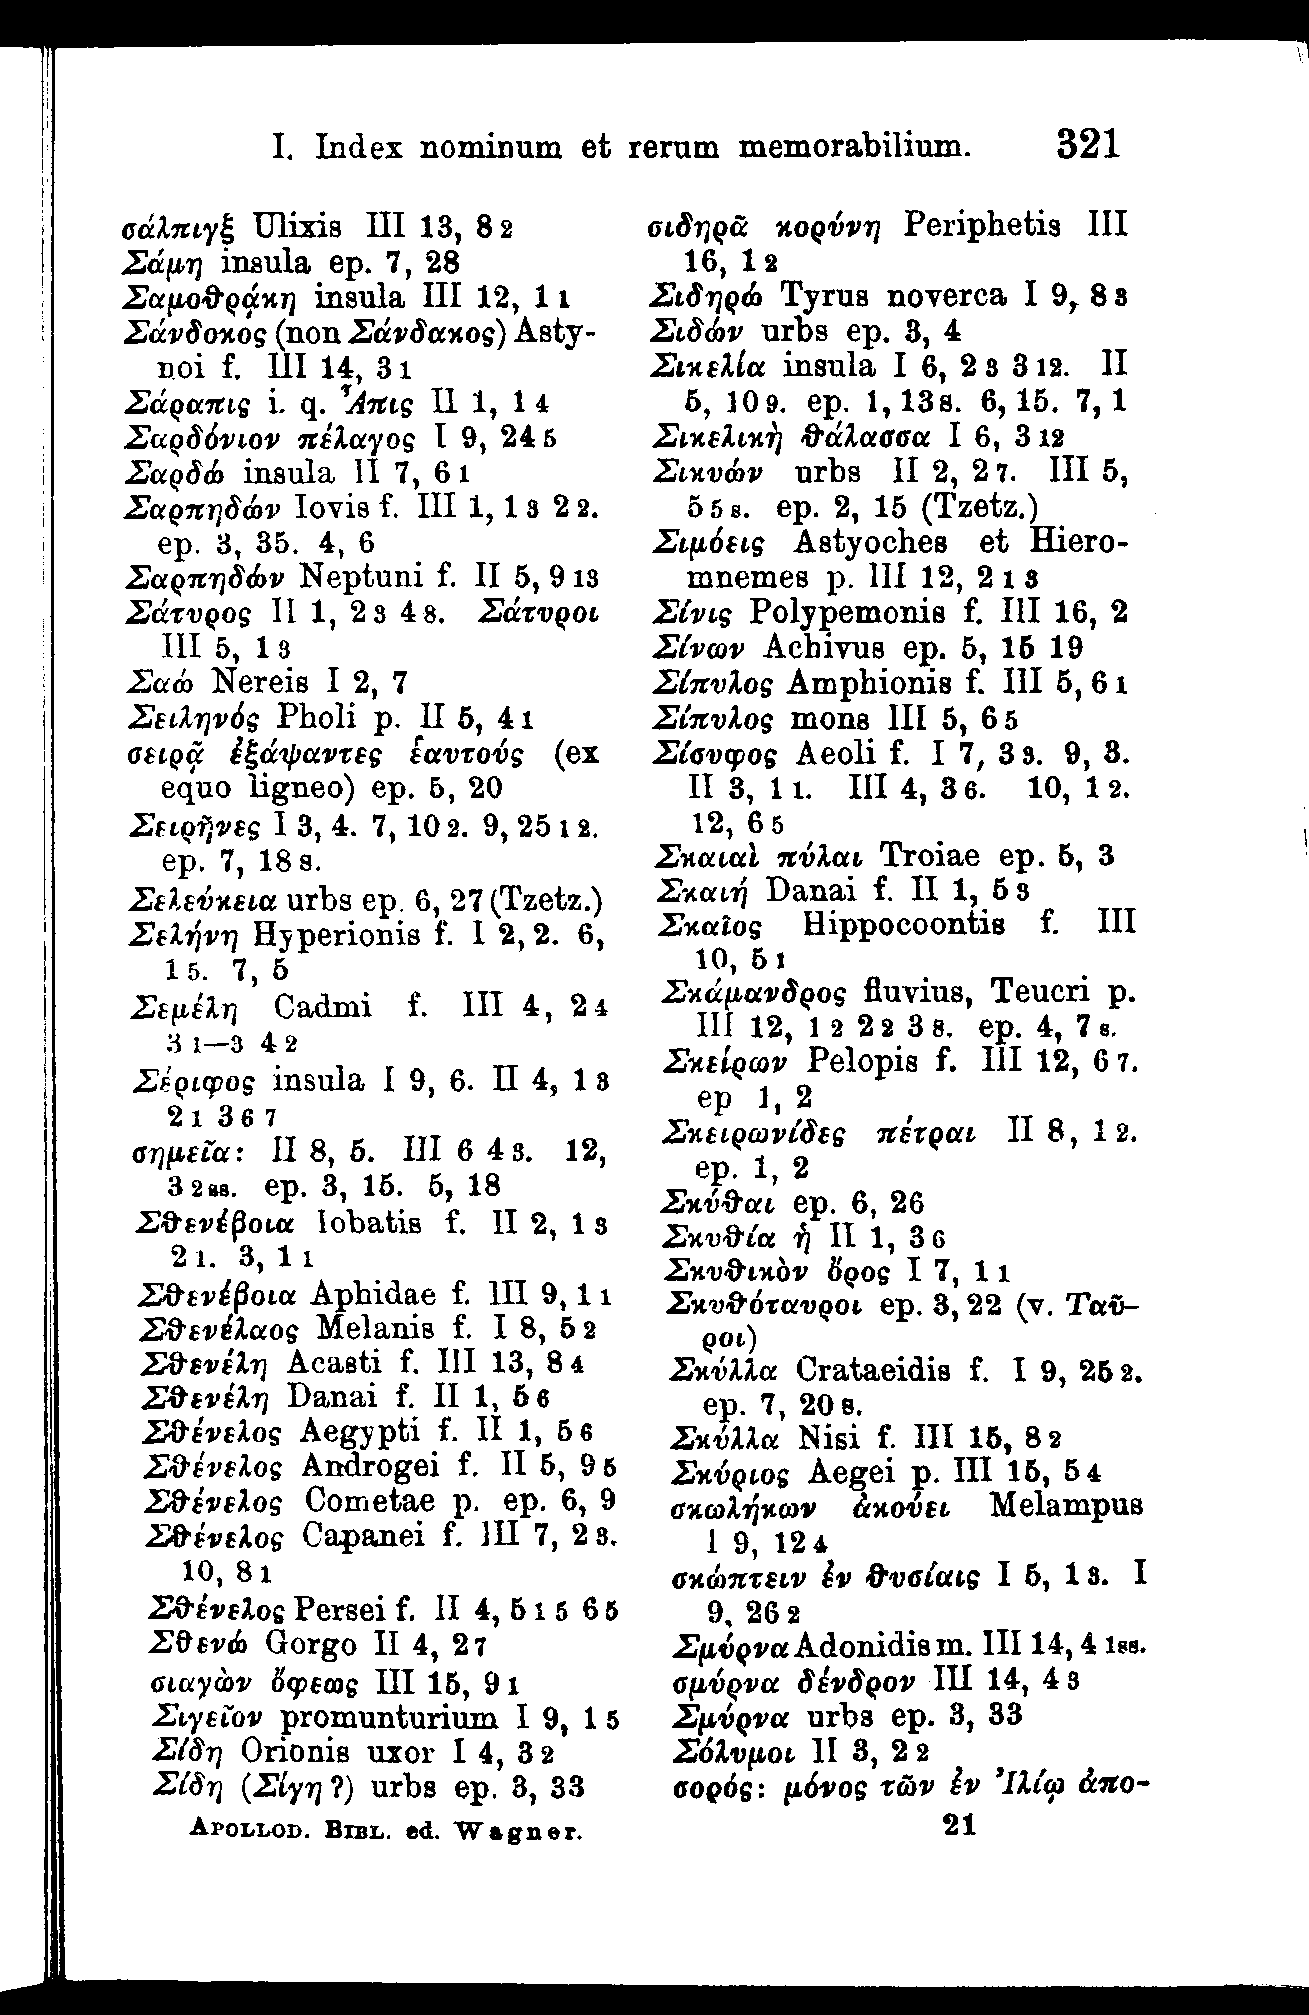 I. Index nominum et rerum memorabilium. 321
σάλπιγξ Ulixis III 13, 8 2
Σάμη insula ep. 7, 28
Σαμοθρᾴκη insula III 12, 1 1
Σάνδοκος (non Σάνδακος) Asty-
noi f. III 14, 3 1
Σάραπις i. q. Ἆπις II 1, 1 4
Σαρδόνιον πέλαγος I 9, 24 5
Σαρδώ insula II 7, 6 1
Σαρπηδών Iovis f. III 1, 1 3 2 2.
ep. 3, 35. 4, 6
Σαρπηδών Neptuni f. II 5, 9 13
Σάτυρος II 1, 2 3 4 s. Σάτυροι
III 5, 1 3
Σαώ Nereis I 2, 7
Σειληνός Pholi p. II 5, 4 1
σειρᾷ ἐξάψαντες ἑαυτούς (ex
equo ligneo) ep. 5, 20
Σειρῆνες I 3, 4. 7, 10 2. 9, 25 1 2.
ep. 7, 18 s.
Σελεύκεια urbs ep. 6, 27 (Tzetz.)
Σελήνη Hyperionis f. I 2, 2. 6,
1 5. 7, 5
Σεμέλη Cadmi f. III 4, 2 4
3 1—3 4 2
Σέριφος insula I 9, 6. II 4, 1 3
2 1 3 6 7
σημεῖα: II 8, 5. III 6 4 3. 12,
3 2 ss. ep. 3, 15. 5, 18
Σθενέβοια Iobatis f. II 2, 1 3
2 1. 3, 1 1
Σθενέβοια Aphidae f. III 9, 1 1
Σθενέλαος Melanis f. I 8, 5 2
Σθενέλη Acasti f. III 13, 8 4
Σθενέλη Danai f. II 1, 5 6
Σθένελος Aegypti f. II 1, 5 6
Σθένελος Androgei f. II 5, 9 5
Σθένελος Cometae p. ep. 6, 9
Σθένελος Capanei f. III 7, 2 3.
10, 8 1
Σθένελος Persei f. II 4, 5 1 5 6 5
Σθενώ Gorgo II 4, 2 7
σιαγὼν ὄφεως III 15, 9 1
Σιγεῖον promunturium I 9, 1 5
Σίδη Orionis uxor I 4, 3 2
Σίδη (Σίγη?) urbs ep. 3, 33
APOLLOD. BIBL. ed. Wagner.
σιδηρᾶ κορύνη Periphetis III
16, 1 2
Σιδηρώ Tyrus noverca I 9, 8 3
Σιδών urbs ep. 3, 4
Σικελία insula I 6, 2 3 3 12. II
5, 10 9. ep. 1, 13 s. 6, 15. 7, 1
Σικελικὴ θάλασσα I 6, 3 12
Σικυών urbs II 2, 2 7. III 5,
5 5 s. ep. 2, 15 (Tzetz.)
Σιμόεις Astyoches et Hiero-
mnemes p. III 12, 2 1 3
Σίνις Polypemonis f. III 16, 2
Σίνων Achivus ep. 5, 15 19
Σίπυλος Amphionis f. III 5, 6 1
Σίπυλος mons III 5, 6 5
Σίσυφος Aeoli f. I 7, 3 3. 9, 3.
II 3, 1 1. III 4, 3 6. 10, 1 2.
12, 6 5
Σκαιαὶ πύλαι Troiae ep. 5, 3
Σκαιή Danai f. II 1, 5 3
Σκαῖος Hippocoontis f. III
10, 5 1
Σκάμανδρος fluvius, Teucri p.
III 12, 1 2 2 2 3 8. ep. 4, 7 s.
Σκείρων Pelopis f. III 12, 6 7.
ep 1, 2
Σκειρωνίδες πέτραι II 8, 1 2.
ep. 1, 2
Σκύθαι ep. 6, 26
Σκυθία ἡ II 1, 3 6
Σκυθικὸν ὄρος I 7, 1 1
Σκυθόταυροι ep. 3, 22 (v. Ταῦ-
ροι)
Σκύλλα Crataeidis f. I 9, 25 2.
ep. 7, 20 s.
Σκύλλα Nisi f. III 15, 8 2
Σκύριος Aegei p. III 15, 5 4
σκωλήκων ἀκούει Melampus
I 9, 12 4
σκώπτειν ἐν θυσίαις I 5, 1 3. I
9, 26 2
Σμύρνα Adonidis m. III 14, 4 1ss.
σμύρνα δένδρον III 14, 4 3
Σμύρνα urbs ep. 3, 33
Σόλυμοι II 3, 2 2
σορός: μόνος τῶν ἐν Ἰλίῳ ἀπο-
21